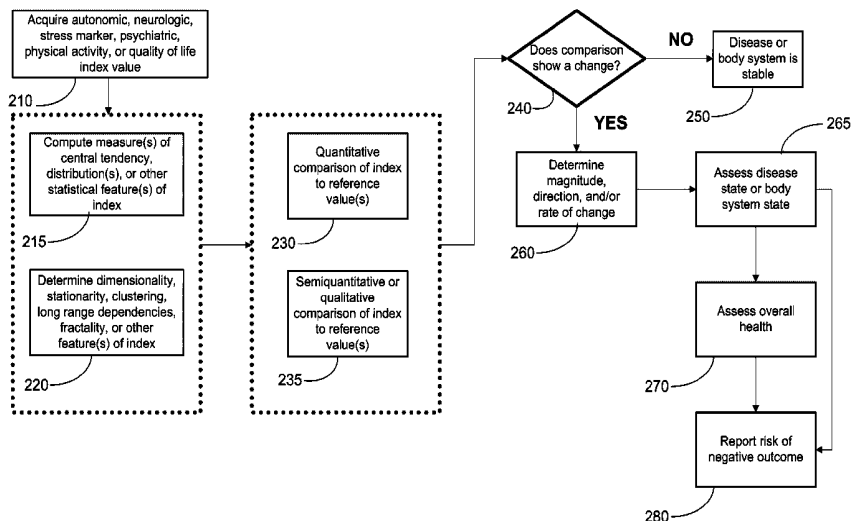 Acquire autonomic, neurologic,
stress marker, psychiatric,
physical activity, or quality of life
index value
210
Compute measure(s) of
central tendency,
distribution(s), or other
statistical feature(s) of
index
215
Determine dimensionality,
stationarity, clustering,
long range dependencies,
fractality, or other
feature(s) of index
220
Quantitative
comparison of index
to reference
value(s)
230
Semiquantitative or
qualitative
comparison of index
to reference
value(s)
235
Does comparison
show a change?
240
NO
Disease or
body system is
stable
250
YES
Determine
magnitude,
direction, and/or
rate of change
260
Assess disease
state or body
system state
265
Assess overall
health
270
Report risk of
negative outcome
280